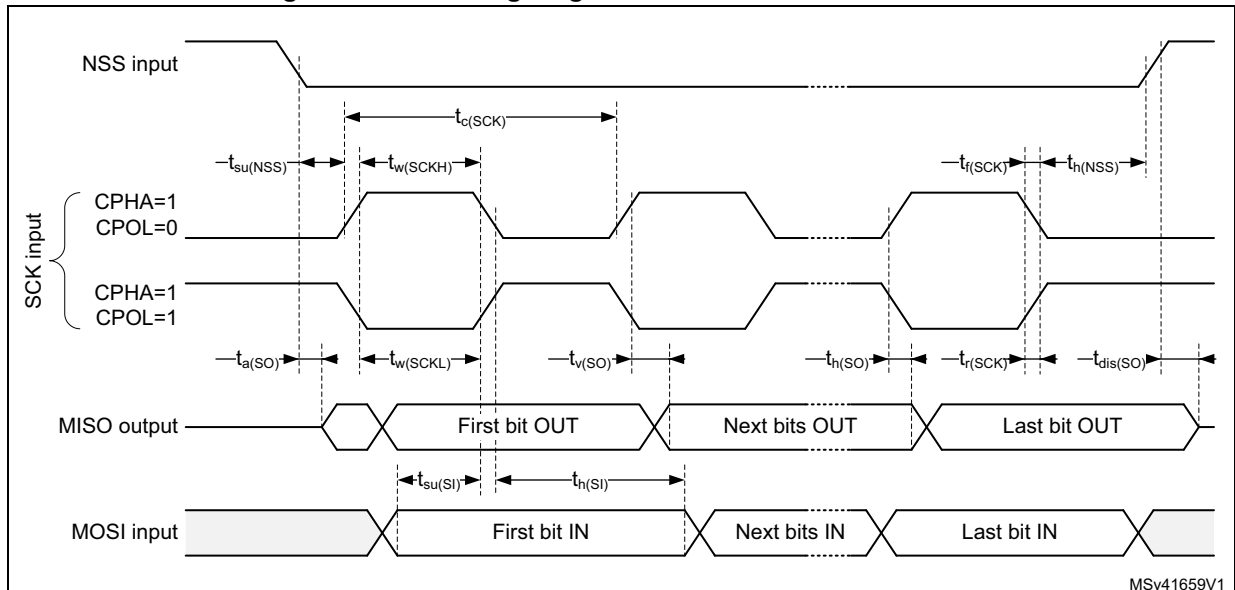 NSS input
tc(SCK)
tsu(NSS) tw(SCKH) tf(SCK) th(NSS)
SCK input
CPHA=1
CPOL=0
CPHA=1
CPOL=1
ta(SO) tw(SCKL) tv(SO) th(SO) tr(SCK) tdis(SO)
MISO output First bit OUT Next bits OUT Last bit OUT
tsu(SI) th(SI)
MOSI input First bit IN Next bits IN Last bit IN
MSv41659V1